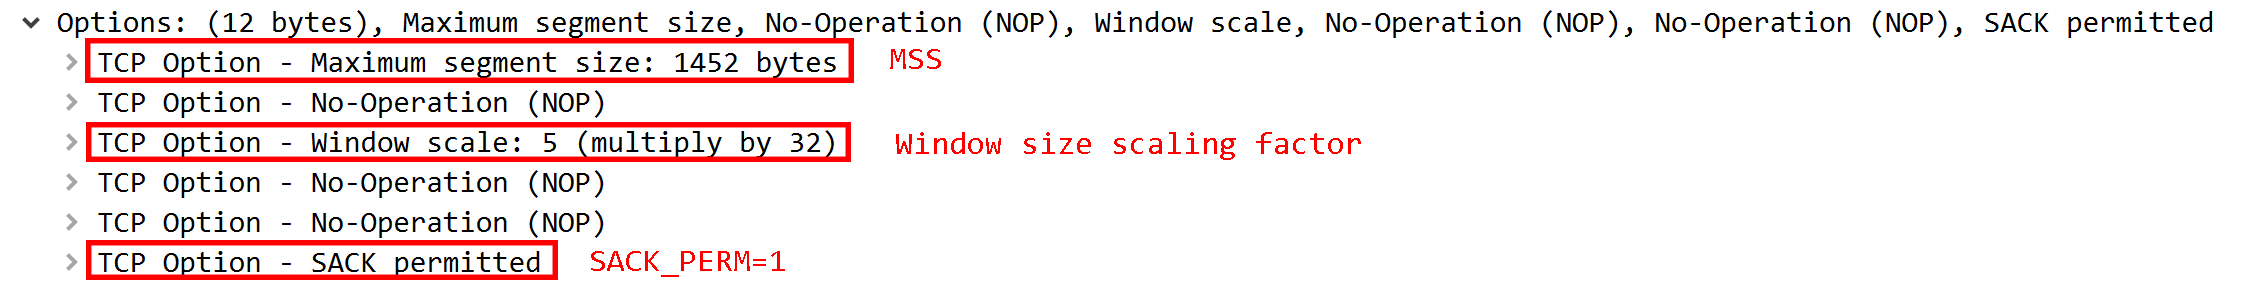 Options: (12 bytes), Maximum segment size, No-Operation (NOP), Window scale, No-Operation (NOP), No-Operation (NOP), SACK permitted
TCP Option - Maximum segment size: 1452 bytes MSS
TCP Option - No-Operation (NOP)
TCP Option - Window scale: 5 (multiply by 32) Window size scaling factor
TCP Option - No-Operation (NOP)
TCP Option - No-Operation (NOP)
TCP Option - SACK permitted SACK_PERM=1